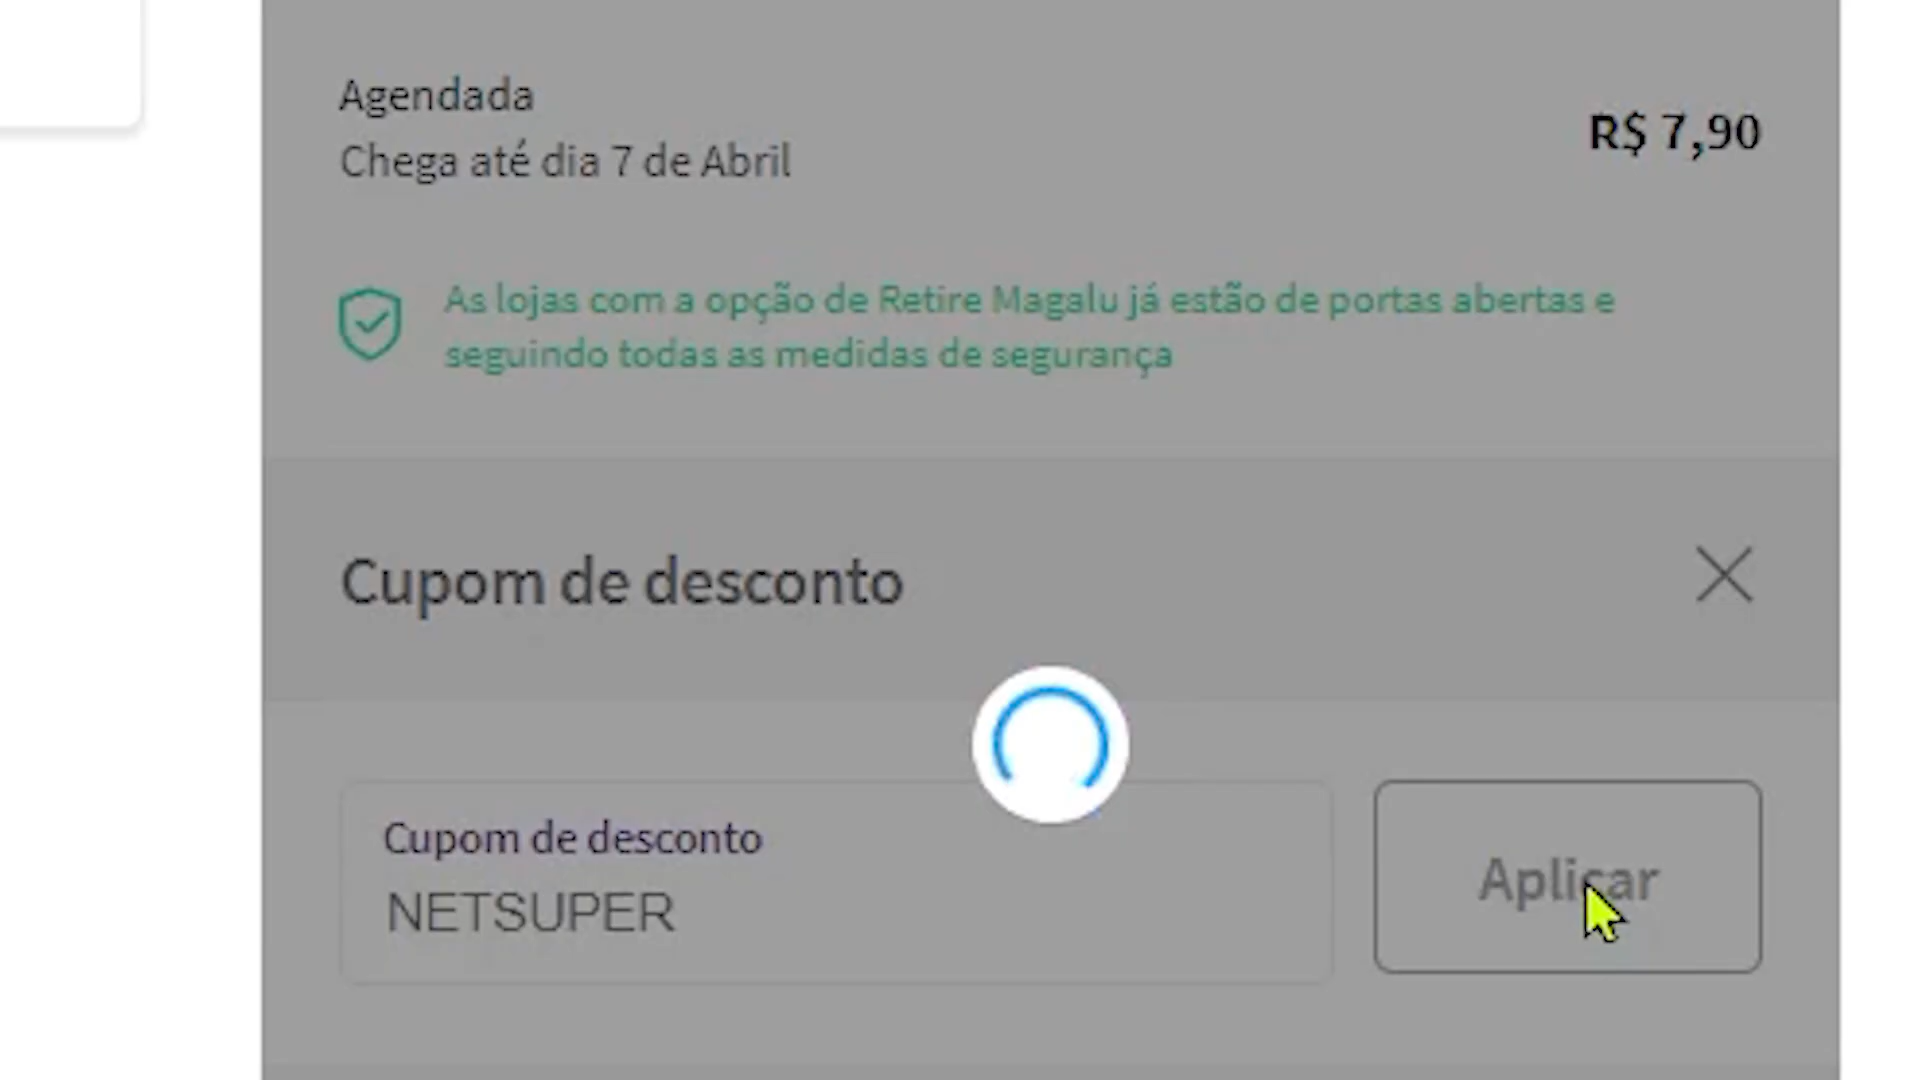 Agendada
Chega até dia 7 de Abril
R$ 7,90
As lojas com a opção de Retire Magalu já estão de portas abertas e
seguindo todas as medidas de segurança
Cupom de desconto
Cupom de desconto
NETSUPER
Aplicar